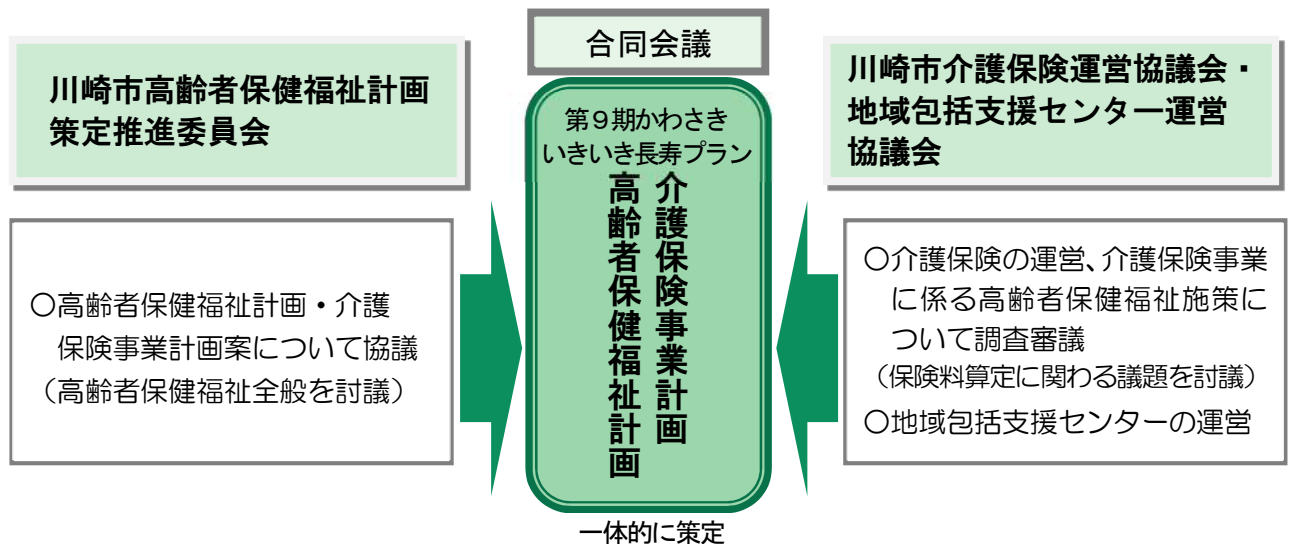 合同会議
川崎市高齢者保健福祉計画
策定推進委員会
○高齢者保健福祉計画・介護
保険事業計画案について協議
（高齢者保健福祉全般を討議）
第９期かわさき
いきいき長寿プラン
介護保険事業計画
高齢者保健福祉計画
一体的に策定
川崎市介護保険運営協議会・
地域包括支援センター運営
協議会
○介護保険の運営、介護保険事業
に係る高齢者保健福祉施策に
ついて調査審議
（保険料算定に関わる議題を討議）
○地域包括支援センターの運営